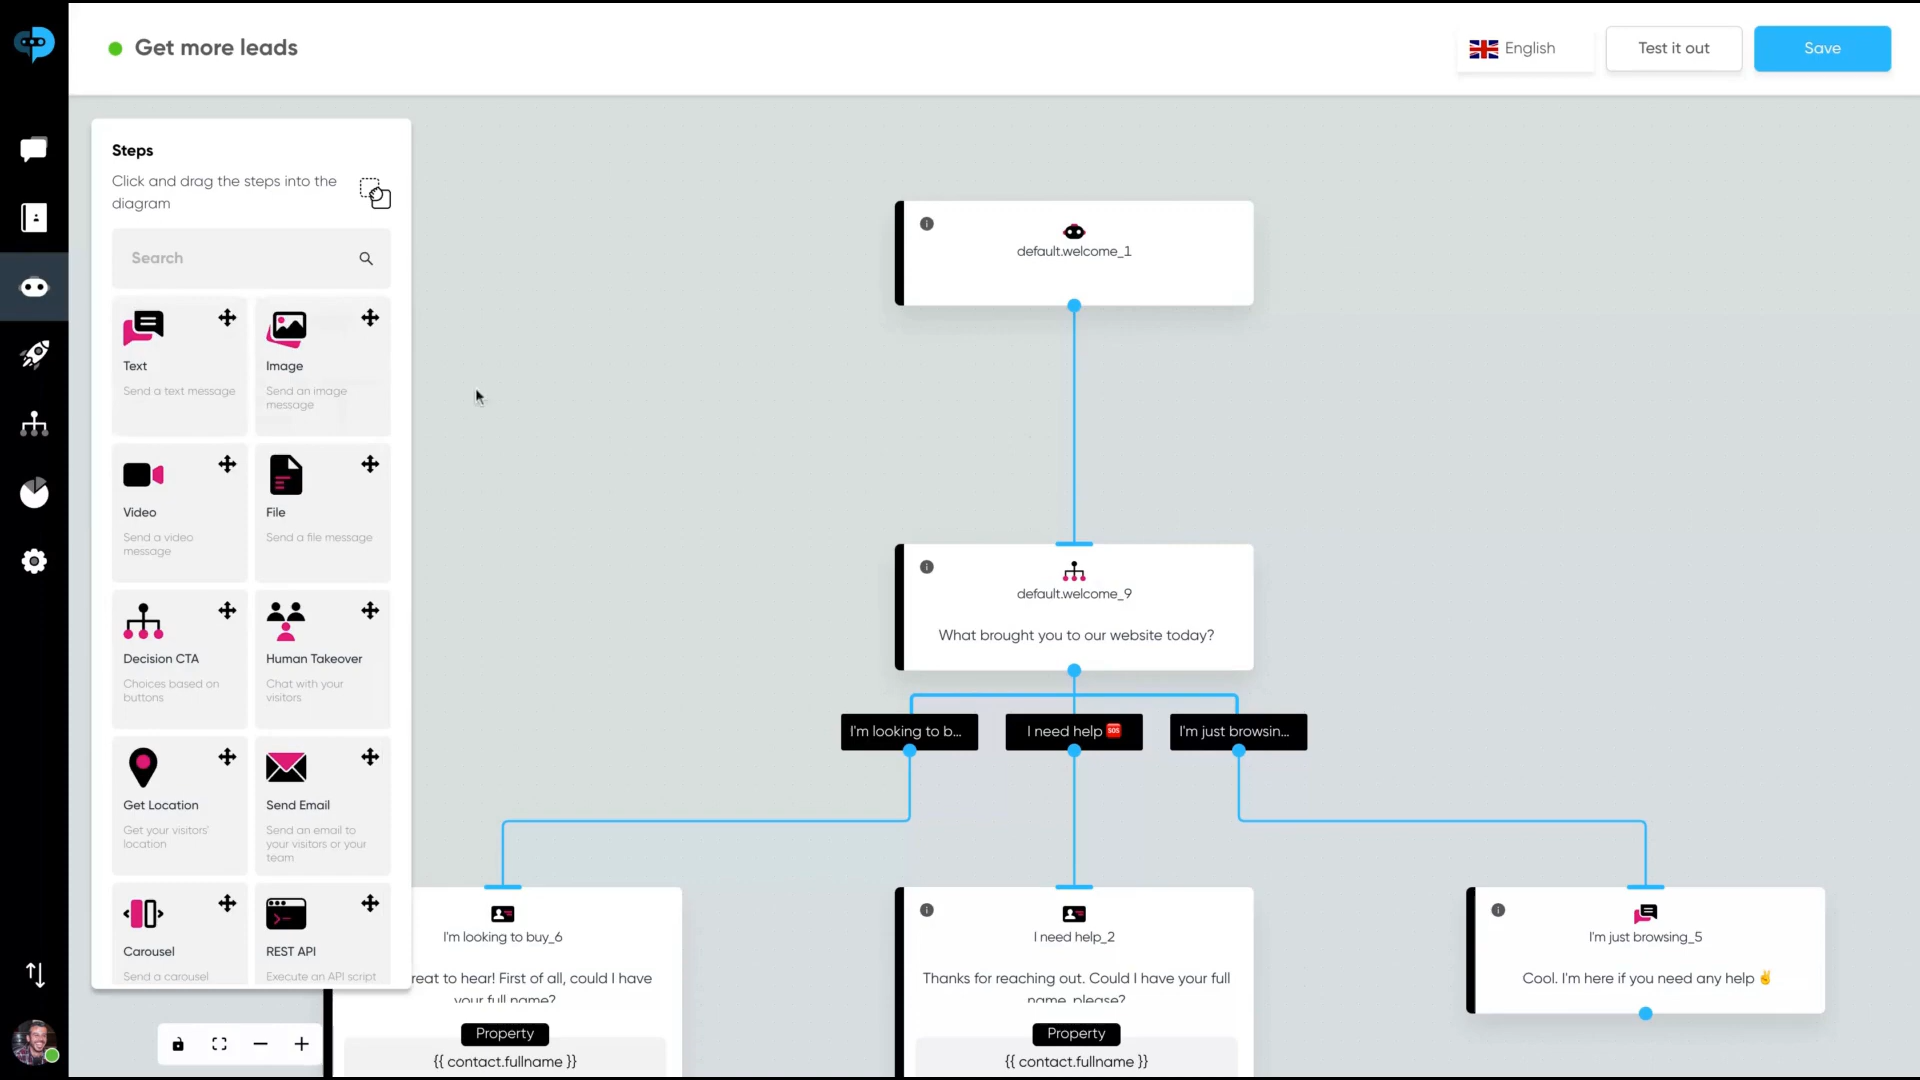 Get more leads
English
Test it out
Save
Steps
Click and drag the steps into the
diagram
Search
Text
Send a text message
Image
Send an image
message
Video
Send a video
message
File
Send a file message
Decision CTA
Choices based on
buttons
Human Takeover
Chat with your
visitors
Get Location
Get your visitors'
location
Send Email
Send an email to
your visitors or your
team
Carousel
Send a carousel
REST API
Execute an API script
default.welcome_1
default.welcome_9
What brought you to our website today?
I'm looking to b...
I need help 🆘
I'm just browsin...
I'm looking to buy_6
reat to hear! First of all, could I have
your full name?
Property
{{ contact.fullname }}
I need help_2
Thanks for reaching out. Could I have your full
name, please?
Property
{{ contact.fullname }}
I'm just browsing_5
Cool. I'm here if you need any help ✌️